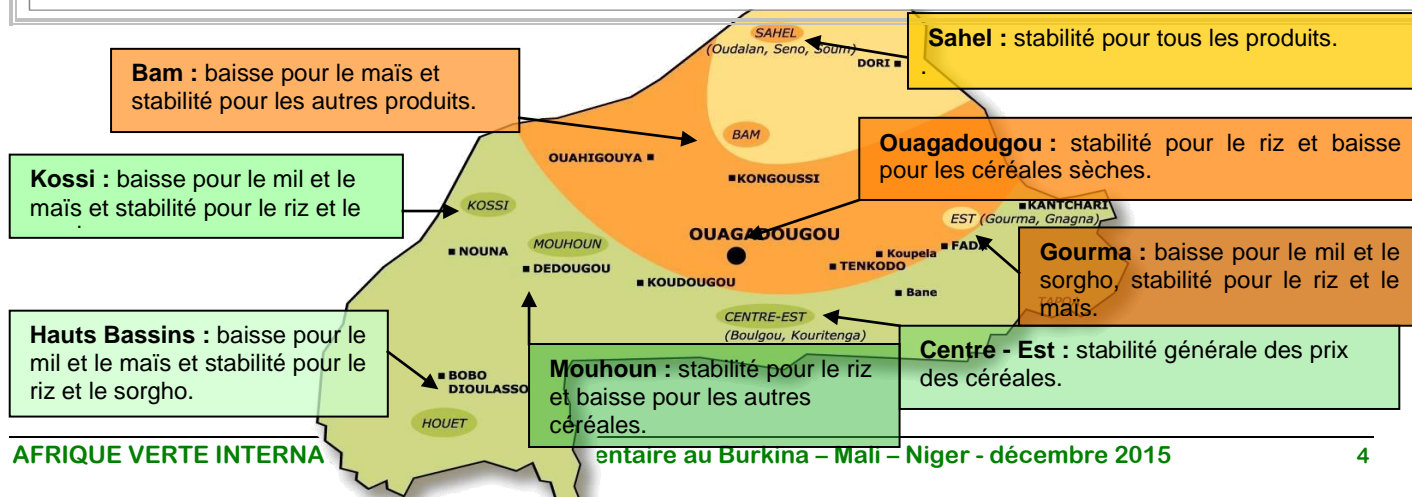 SAHEL
(Oudalan, Seno, Soum)
DORI
Sahel : stabilité pour tous les produits.
.
Bam : baisse pour le maïs et
stabilité pour les autres produits.
BAM
OUAHIGOUYA
KONGOUSSI
Ouagadougou : stabilité pour le riz et baisse
pour les céréales sèches.
Kossi : baisse pour le mil et le
maïs et stabilité pour le riz et le
KOSSI
KANTCHARI
EST (Gourma, Gnagna)
OUAGADOUGOU
MOUHOUN
NOUNA
DEDOUGOU
KOUDOUGOU
Koupela
FADA
TENKODO
Bane
Gourma : baisse pour le mil et le
sorgho, stabilité pour le riz et le
maïs.
CENTRE-EST
(Boulgou, Kouritenga)
Hauts Bassins : baisse pour le
mil et le maïs et stabilité pour le
riz et le sorgho.
Centre - Est : stabilité générale des prix
des céréales.
Mouhoun : stabilité pour le riz
et baisse pour les autres
céréales.
BOBO
DIOULASSO
HOUET
AFRIQUE VERTE INTERNA entaire au Burkina – Mali – Niger - décembre 2015 4